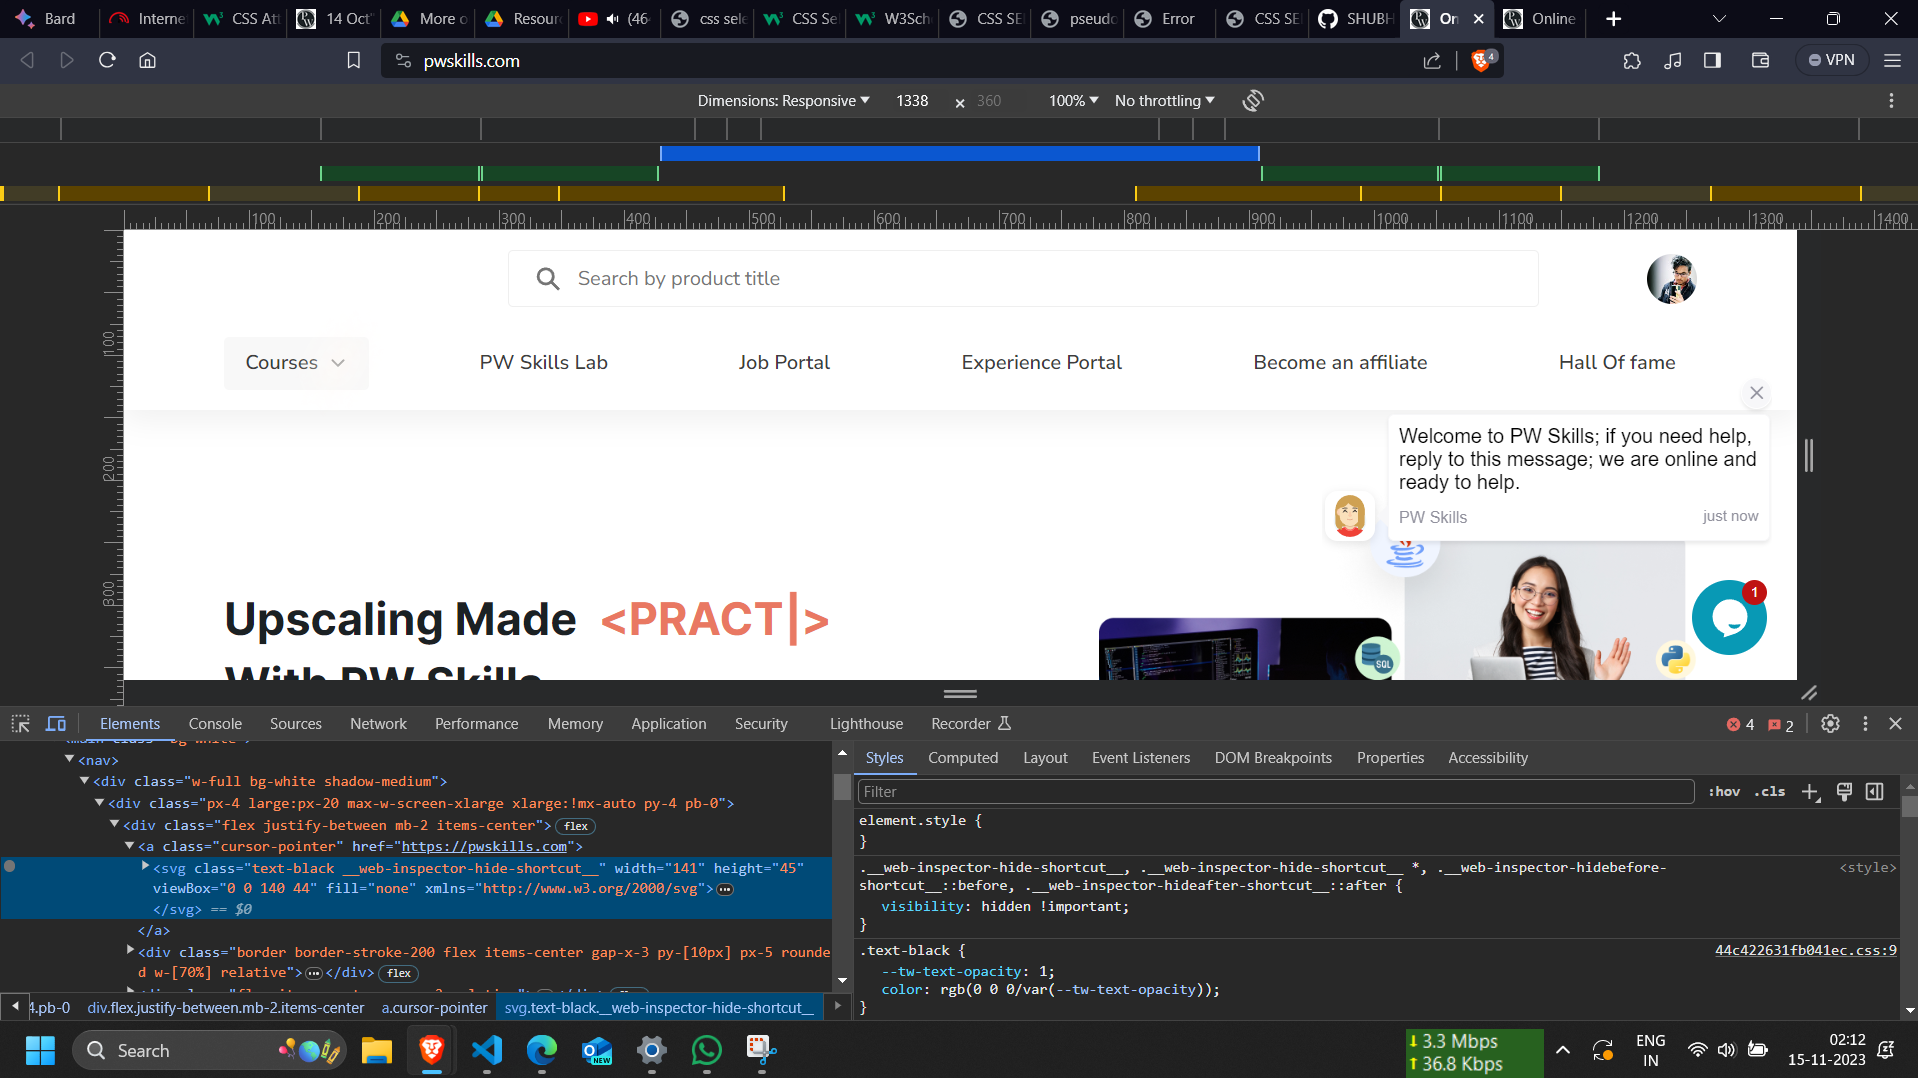 Bard
Interne
CSS Att
14 Oct'
More o
Resour
(46
css sele
CSS Se
W3Sch
CSS SE
pseudo
Error
CSS SE
SHUBH
On
Online
pwskills.com
4
VPN
Dimensions: Responsive
1338
360
100%
No throttling
100
200
300
400
500
600
700
800
900
1000
1100
1200
1300
1400
100
200
300
Search by product title
Courses
PW Skills Lab
Job Portal
Experience Portal
Become an affiliate
Hall Of fame
Welcome to PW Skills; if you need help,
reply to this message; we are online and
ready to help.
PW Skills
just now
Upscaling Made <PRACT|>
With PW Skills
SQL
1
Elements
Console
Sources
Network
Performance
Memory
Application
Security
Lighthouse
Recorder
4
2
<nav>
<div class="w-full bg-white shadow-medium">
<div class="px-4 large:px-20 max-w-screen-xlarge xlarge:!mx-auto py-4 pb-0">
<div class="flex justify-between mb-2 items-center"> flex
<a class="cursor-pointer" href="https://pwskills.com">
<svg class="text-black __web-inspector-hide-shortcut__" width="141" height="45"
viewBox="0 0 140 44" fill="none" xmlns="http://www.w3.org/2000/svg">
</svg> == $0
</a>
<div class="border border-stroke-200 flex items-center gap-x-3 py-[10px] px-5 rounde
d w-[70%] relative"> ⋯ </div> flex
4.pb-0
div.flex.justify-between.mb-2.items-center
a.cursor-pointer
svg.text-black.__web-inspector-hide-shortcut__
Styles
Computed
Layout
Event Listeners
DOM Breakpoints
Properties
Accessibility
Filter
:hov
.cls
element.style {
}
.__web-inspector-hide-shortcut__, .__web-inspector-hide-shortcut__ *, .__web-inspector-hidebefore-
shortcut__::before, .__web-inspector-hideafter-shortcut__::after {
<style>
visibility: hidden !important;
}
.text-black {
44c422631fb041ec.css:9
--tw-text-opacity: 1;
color: rgb(0 0 0/var(--tw-text-opacity));
}
Search
NEW
3.3 Mbps
36.8 Kbps
ENG
IN
02:12
15-11-2023